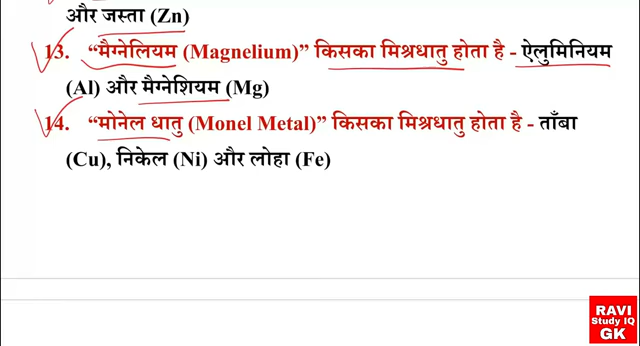 और जस्ता (Zn)
13. “मैग्नेलियम (Magnelium)” किसका मिश्रधातु होता है - ऐलुमिनियम
(Al) और मैग्नेशियम (Mg)
14. “मोनेल धातु (Monel Metal)” किसका मिश्रधातु होता है - ताँबा
(Cu), निकेल (Ni) और लोहा (Fe)
RAVI
Study IQ
GK